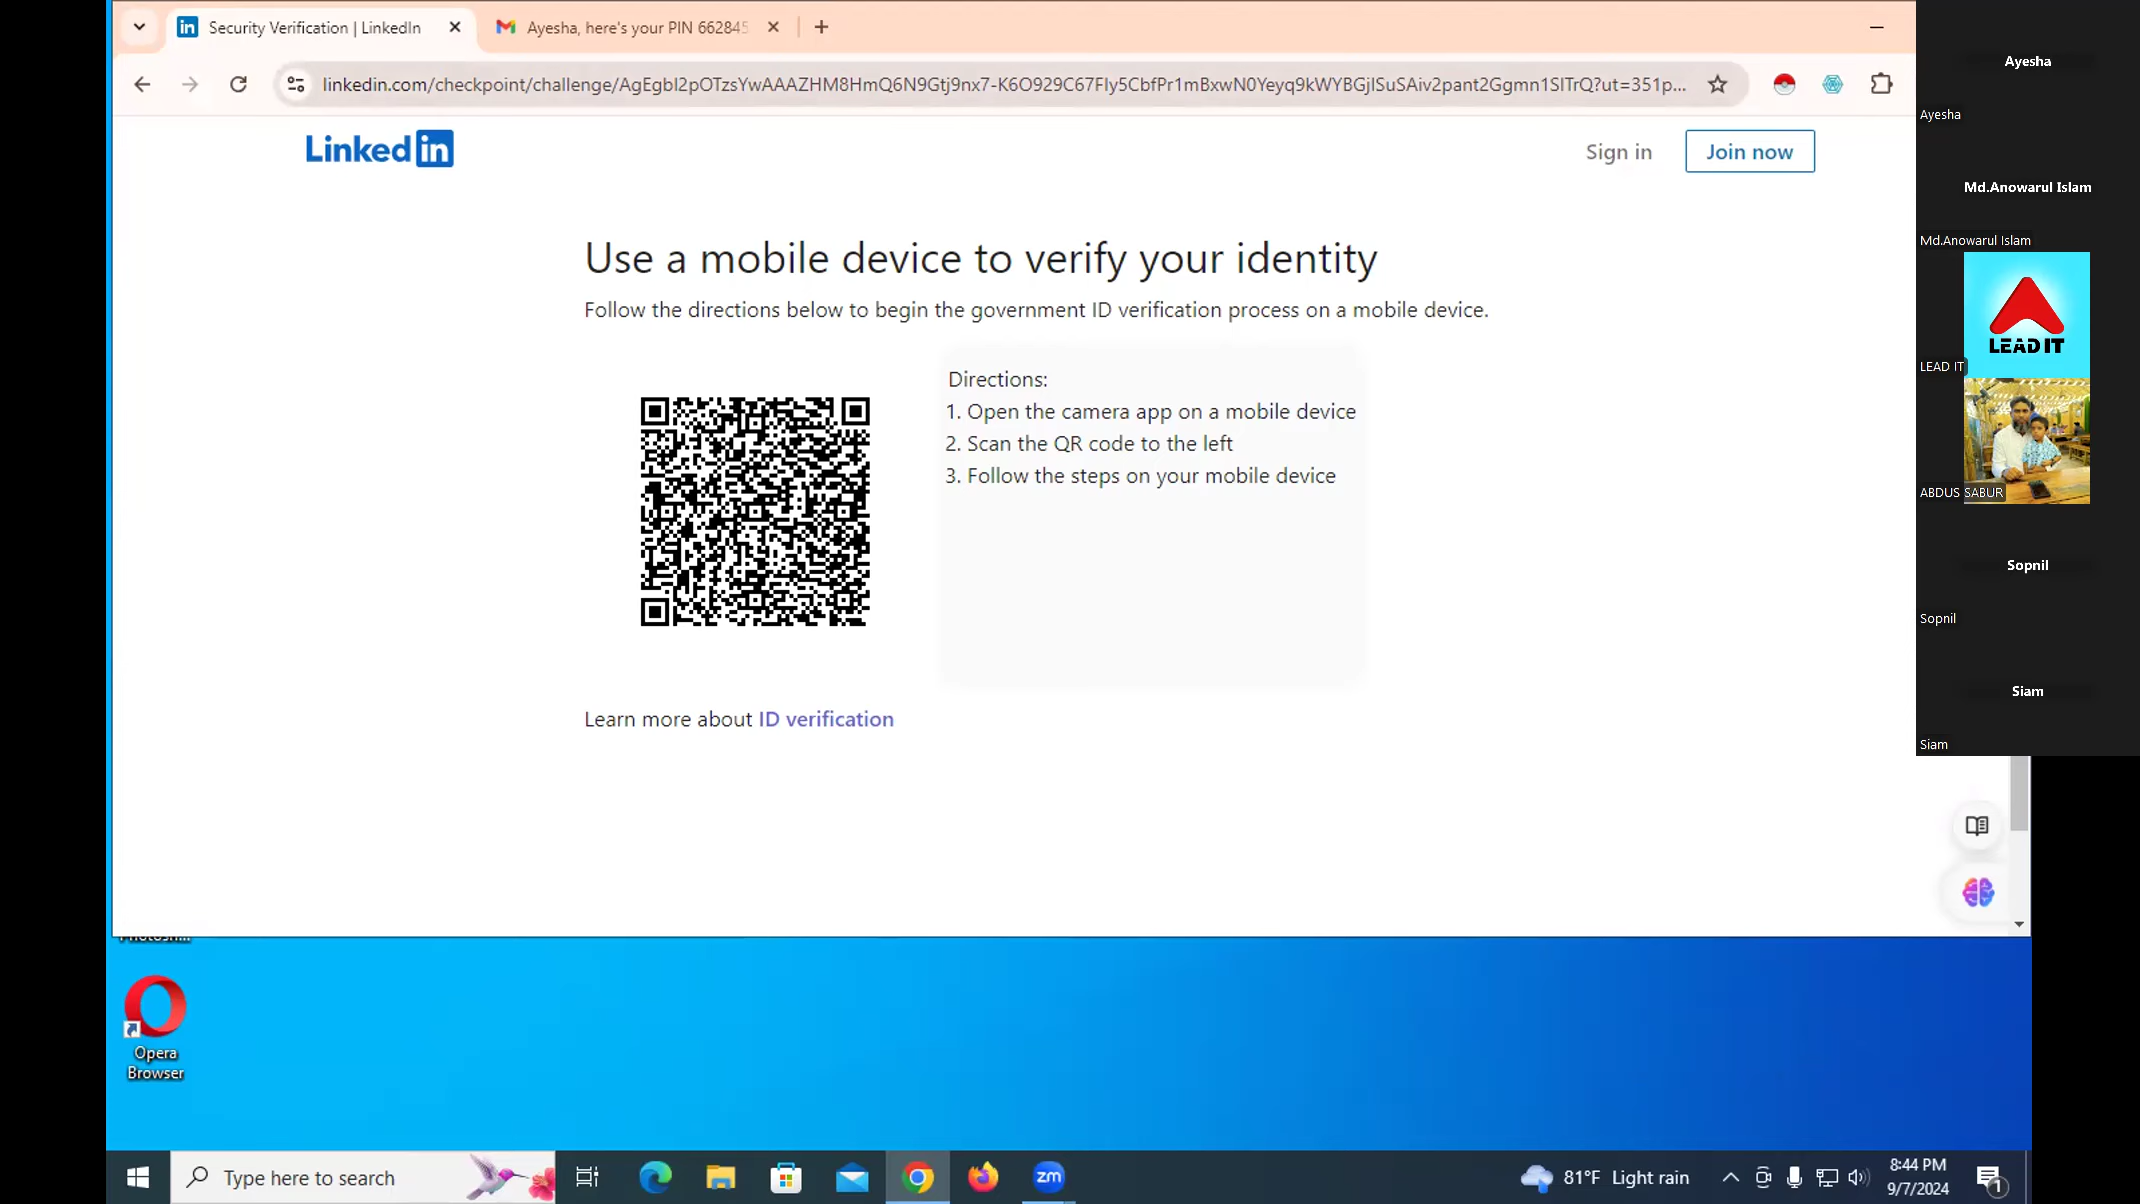 Security Verification | LinkedIn
Ayesha, here's your PIN 662845
linkedin.com/checkpoint/challenge/AgEgbI2pOTzsYwAAAZHM8HmQ6N9Gtj9nx7-K6O929C67FIy5CbfPr1mBxwN0Yeyq9kWYBGjISuSAiv2pant2Ggmn1SITrQ?ut=351p...
Linked in
Sign in
Join now
Use a mobile device to verify your identity
Follow the directions below to begin the government ID verification process on a mobile device.
Directions:
1. Open the camera app on a mobile device
2. Scan the QR code to the left
3. Follow the steps on your mobile device
Learn more about ID verification
Ayesha
Ayesha
Md.Anowarul Islam
Md.Anowarul Islam
LEAD IT
LEAD IT
ABDUS SABUR
Sopnil
Sopnil
Siam
Siam
Opera
Browser
Type here to search
zm
81°F Light rain
8:44 PM
9/7/2024
1